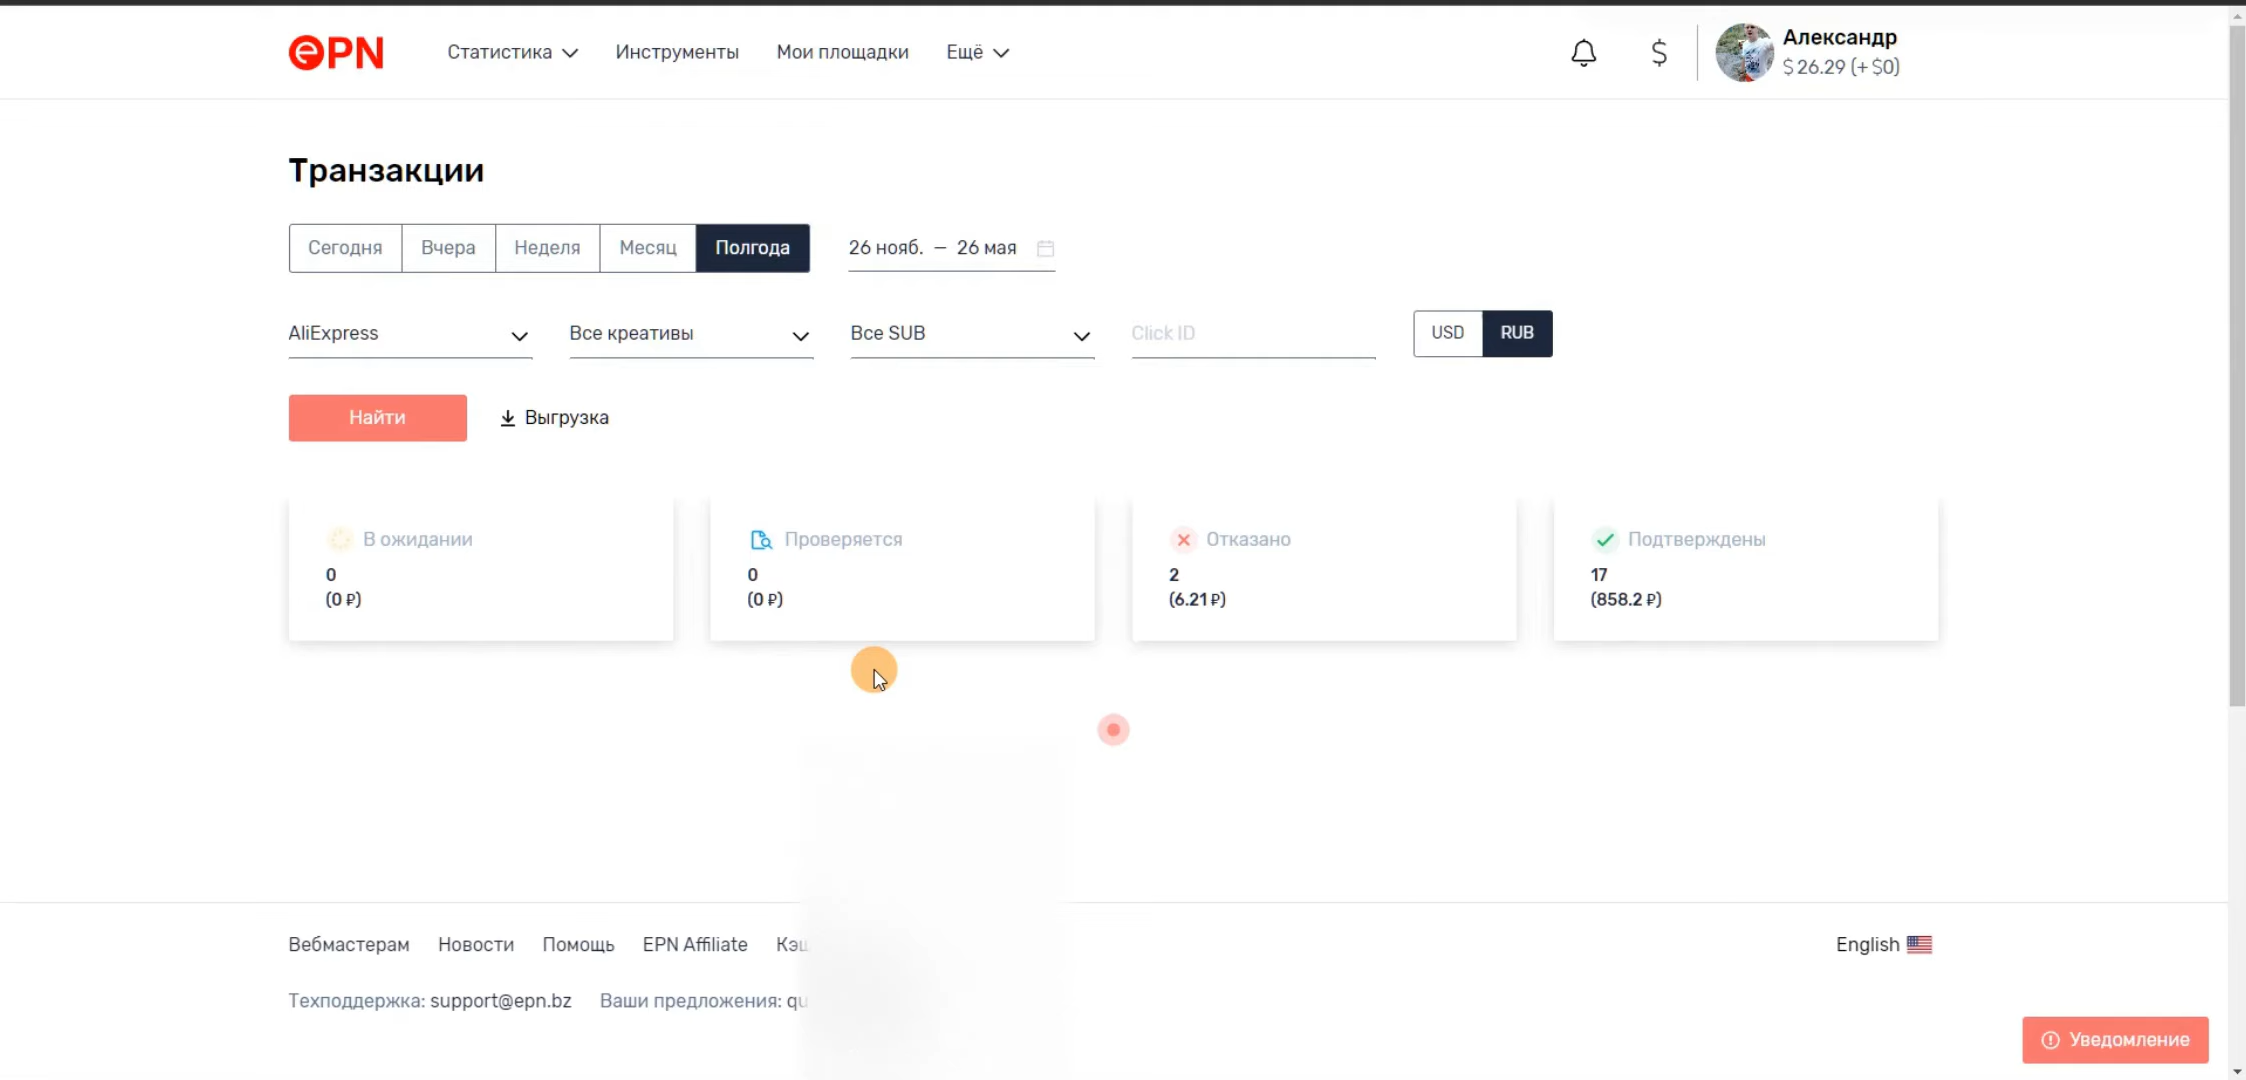 ePN
Статистика
Инструменты
Мои площадки
Ещё
$
Александр
$ 26.29 (+ $0)
Транзакции
Сегодня
Вчера
Неделя
Месяц
Полгода
26 нояб. – 26 мая
AliExpress
Все креативы
Все SUB
Click ID
USD
RUB
Найти
Выгрузка
В ожидании
0
(0 ₽)
Проверяется
0
(0 ₽)
Отказано
2
(6.21 ₽)
Подтверждены
17
(858.2 ₽)
Вебмастерам
Новости
Помощь
EPN Affiliate
English
Техподдержка: support@epn.bz
Ваши предложения:
Уведомление